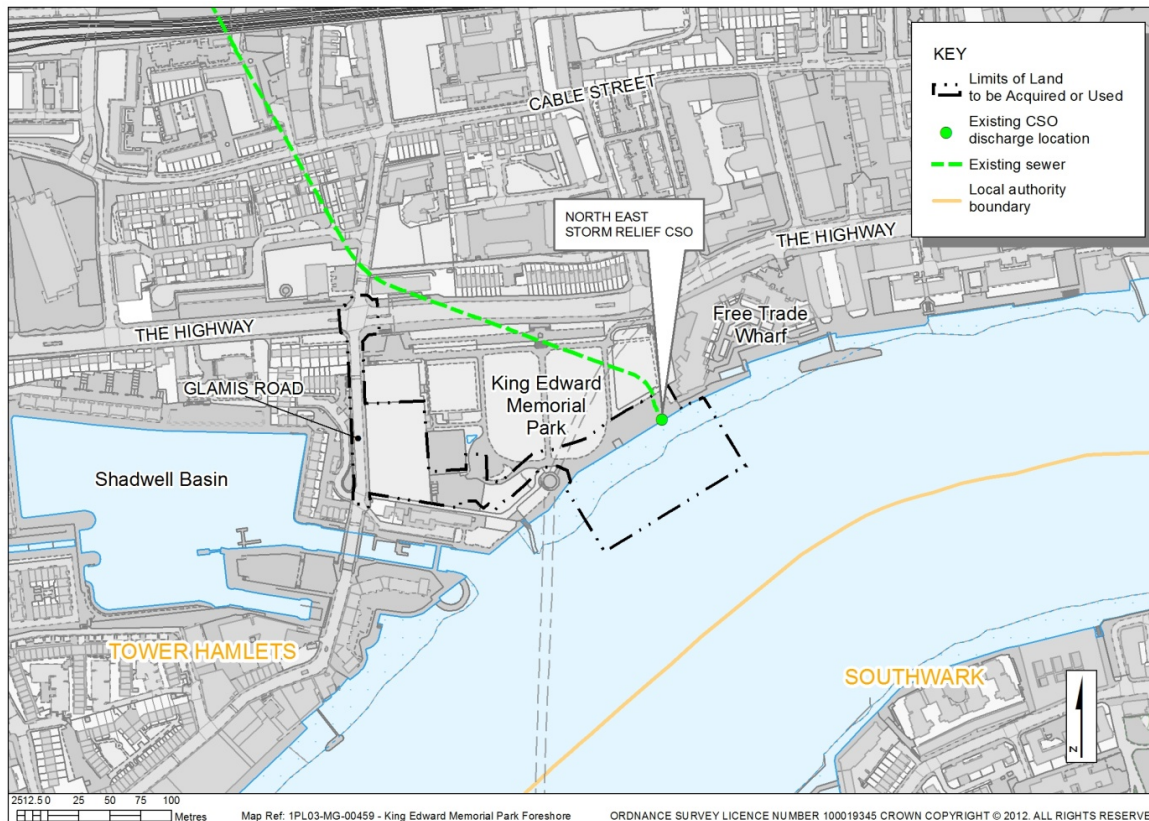 KEY
Limits of Land
to be Acquired or Used
Existing CSO
discharge location
Existing sewer
Local authority
boundary
CABLE STREET
NORTH EAST
STORM RELIEF CSO
THE HIGHWAY
Free Trade
Wharf
THE HIGHWAY
GLAMIS ROAD
King Edward
Memorial
Park
Shadwell Basin
TOWER HAMLETS
SOUTHWARK
N
2512.5 0 25 50 75 100
Metres
Map Ref: 1PL03-MG-00459 - King Edward Memorial Park Foreshore
ORDNANCE SURVEY LICENCE NUMBER 100019345 CROWN COPYRIGHT © 2012. ALL RIGHTS RESERVE